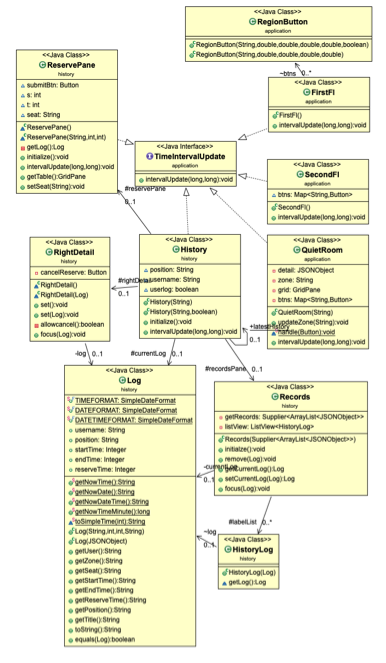 <<Java Class>>
RegionButton
application
RegionButton(String,double,double,double,double,boolean)
RegionButton(String,double,double,double,double)
~btns
0..*
<<Java Class>>
ReservePane
history
submitBtn: Button
s: int
t: int
seat: String
ReservePane()
ReservePane(String,int,int)
getLog():Log
initialize():void
intervalUpdate(long,long):void
getTable():GridPane
setSeat(String):void
<<Java Class>>
FirstFl
application
FirstFl()
intervalUpdate(long,long):void
<<Java Interface>>
TimeIntervalUpdate
application
intervalUpdate(long,long):void
#reservePane
0..1
<<Java Class>>
SecondFl
application
btns: Map<String,Button>
SecondFl()
intervalUpdate(long,long):void
<<Java Class>>
RightDetail
history
cancelReserve: Button
RightDetail()
RightDetail(Log)
set():void
set(Log):void
allowcancel():boolean
focus(Log):void
#rightDetail
0..1
<<Java Class>>
History
history
position: String
username: String
userlog: boolean
History(String)
History(String,boolean)
initialize():void
intervalUpdate(long,long):void
+latestHistory
0..1
<<Java Class>>
QuietRoom
history
detail: JSONObject
zone: String
grid: GridPane
btns: Map<String,Button>
QuietRoom(String)
updateZone(String):void
handle(Button):void
intervalUpdate(long,long):void
-log
0..1
#currentLog
0..1
#recordsPane
0..1
<<Java Class>>
Log
history
TIMEFORMAT: SimpleDateFormat
DATEFORMAT: SimpleDateFormat
DATETIMEFORMAT: SimpleDateFormat
username: String
position: String
startTime: Integer
endTime: Integer
reserveTime: Integer
getNowTime():String
getNowDate():String
getNowDateTime():String
getNowTimeMinute():long
toSimpleTime(int):String
Log(String,int,int,String)
Log(JSONObject)
getUser():String
getZone():String
getSeat():String
getStartTime():String
getEndTime():String
getReserveTime():String
getPosition():String
getTitle():String
toString():String
equals(Log):boolean
<<Java Class>>
Records
history
getRecords: Supplier<ArrayList<JSONObject>>
listView: ListView<HistoryLog>
Records(Supplier<ArrayList<JSONObject>>)
initialze():void
remove(Log):void
getCurrentLog():Log
setCurrentLog(Log):void
focus(Log):void
-currentLog
0..1
#labelList
0..*
~log
0..1
<<Java Class>>
HistoryLog
history
HistoryLog(Log)
getLog():Log